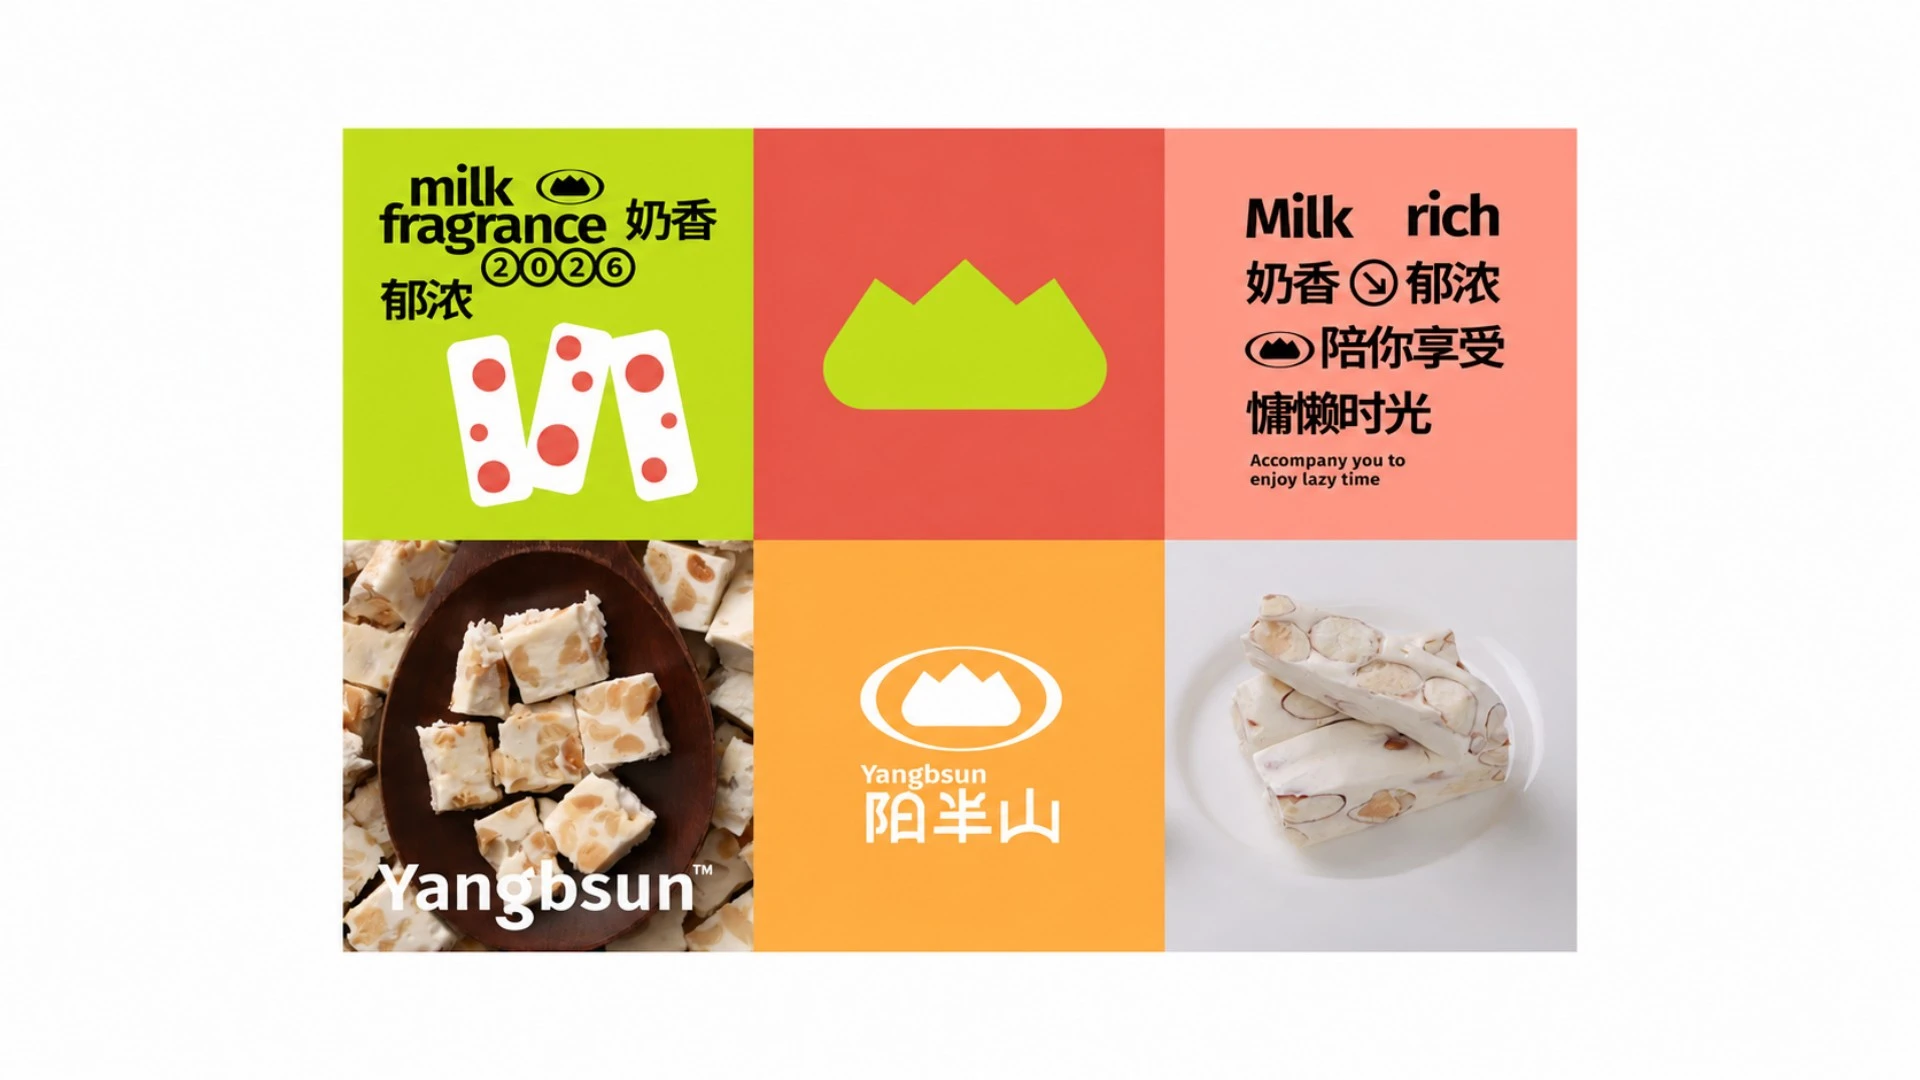 milk
fragrance 奶香
2026
郁浓
Milk rich
奶香 郁浓
陪你享受
慵懒时光
Accompany you to
enjoy lazy time
Yangbsun™
Yangbsun
阳半山